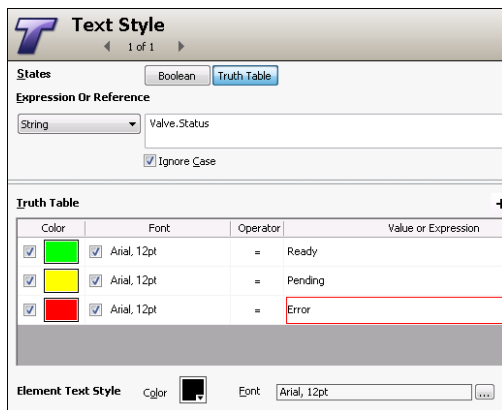 Text Style
1 of 1
States Boolean Truth Table
Expression Or Reference
String Valve.Status
Ignore Case
Truth Table +
Color Font Operator Value or Expression
Arial, 12pt = Ready
Arial, 12pt = Pending
Arial, 12pt = Error
Element Text Style Color Font Arial, 12pt ...